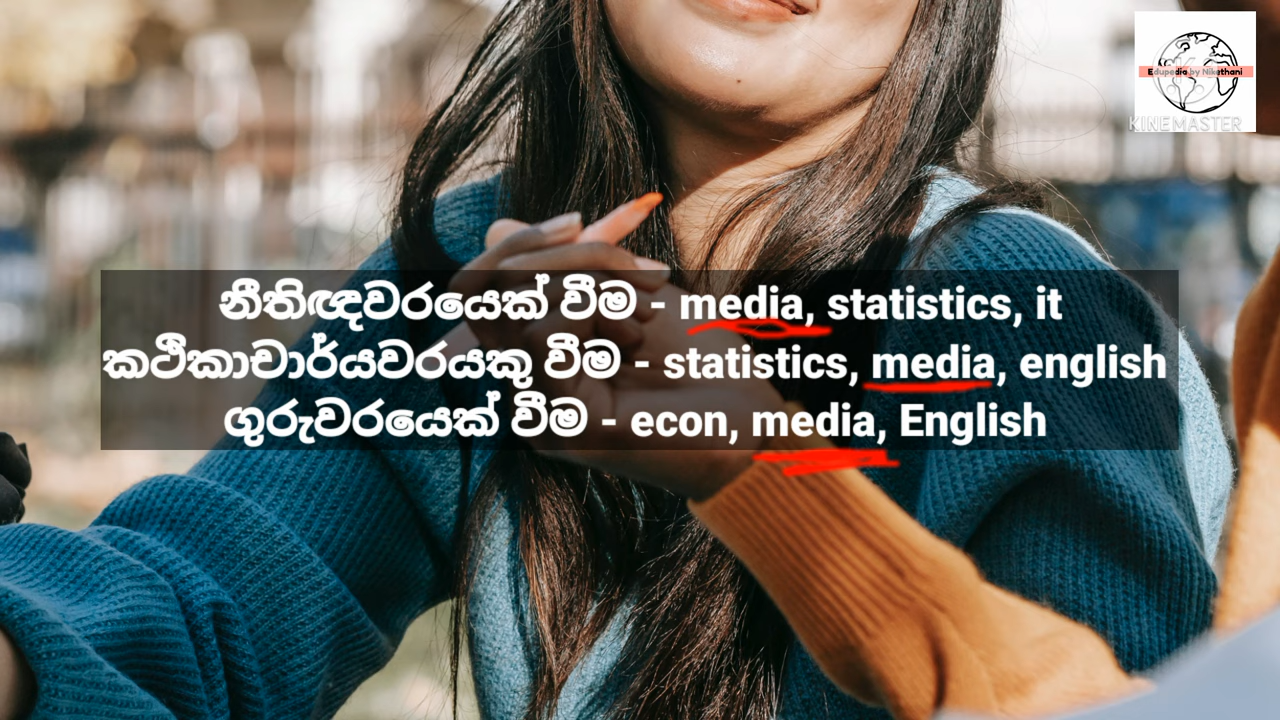 Edupedia by Nikethani
KINEMASTER
නීතිඥවරයෙක් වීම - media, statistics, it
කථිකාචාර්යවරයකු වීම - statistics, media, english
ගුරුවරයෙක් වීම - econ, media, English